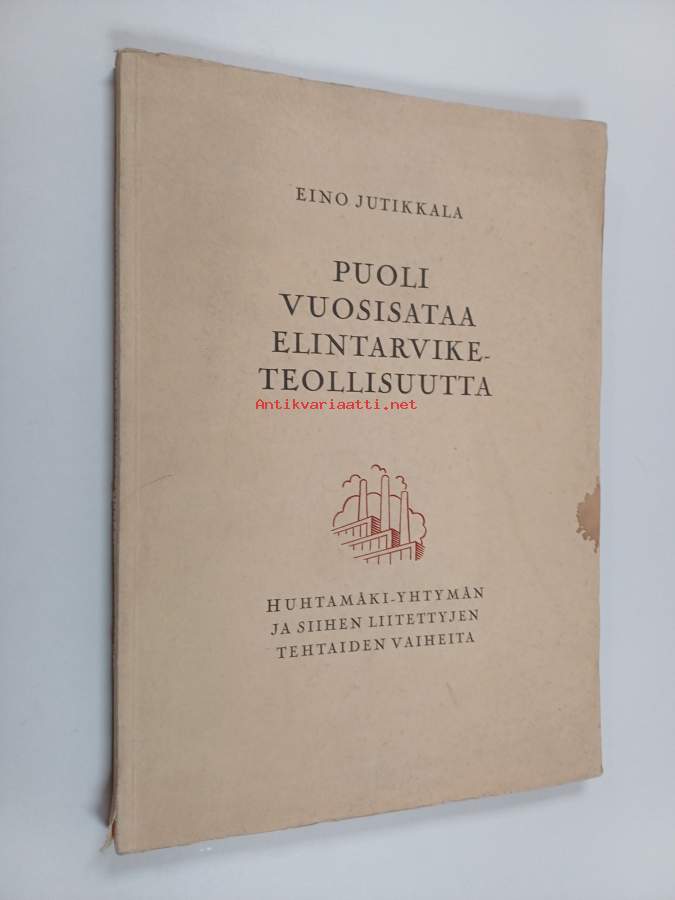 EINO JUTIKKALA
PUOLI
VUOSISATAA
ELINTARVIKE-
TEOLLISUUTTA
Antikvariaatti.net
HUHTAMÄKI-YHTYMÄN
JA SIIHEN LIITETTYJEN
TEHTAIDEN VAIHEITA